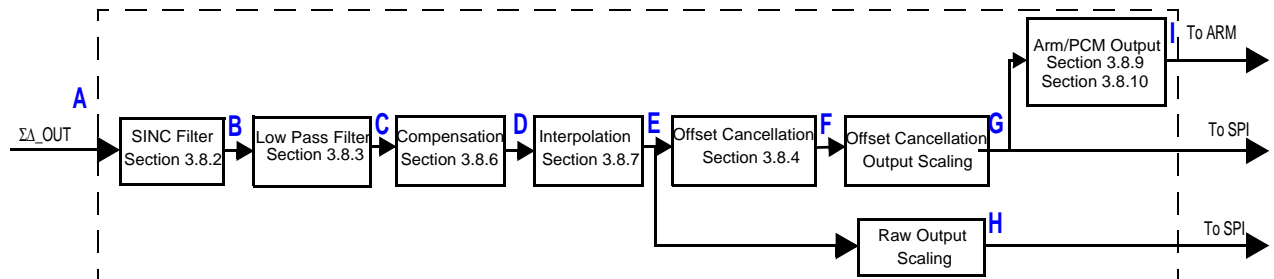 Arm/PCM Output
Section 3.8.9
Section 3.8.10
I
To ARM
A
ΣΔ_OUT
SINC Filter
Section 3.8.2
B
Low Pass Filter
Section 3.8.3
C
Compensation
Section 3.8.6
D
Interpolation
Section 3.8.7
E
Offset Cancellation
Section 3.8.4
F
Offset Cancellation
Output Scaling
G
To SPI
Raw Output
Scaling
H
To SPI